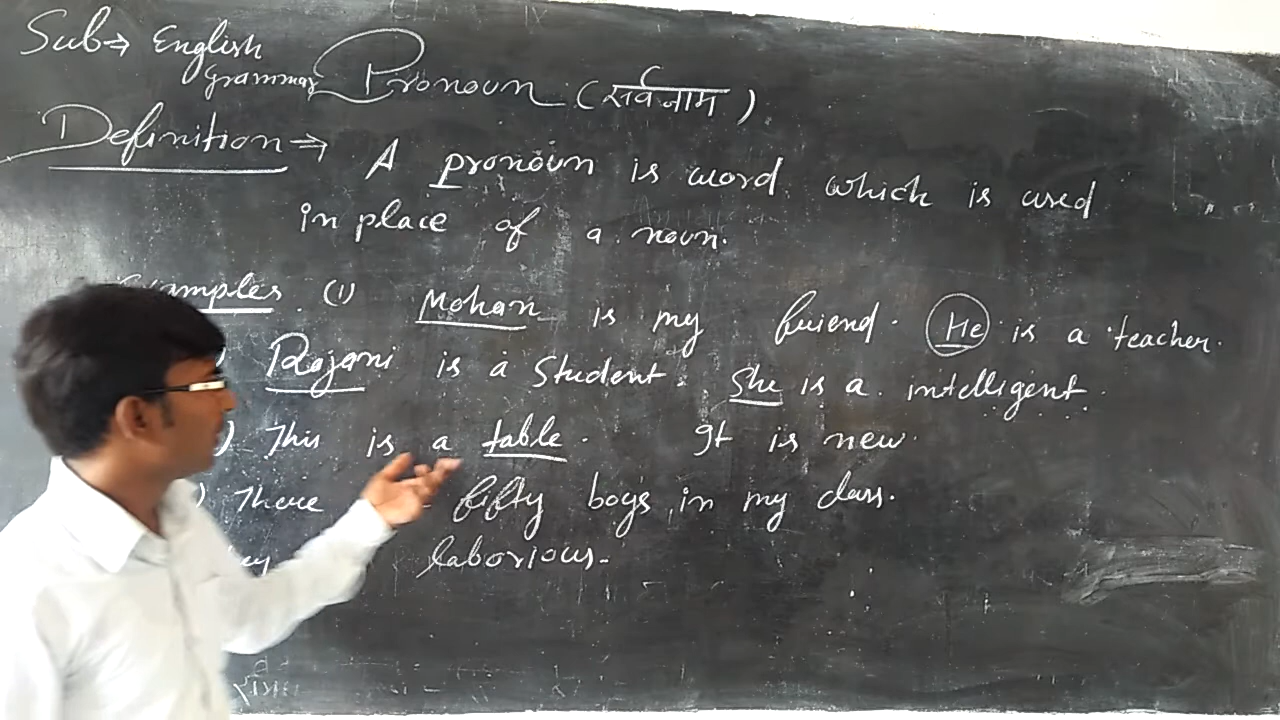 Sub→ English
Grammar Pronoun (सर्वनाम)
Definition⇒ A pronoun is word which is used
in place of a noun.
Examples (1) Mohan is my friend. He is a teacher.
) Rajani is a Student. She is a intelligent.
) This is a table. It is new.
) There fifty boys in my class.
laborious.